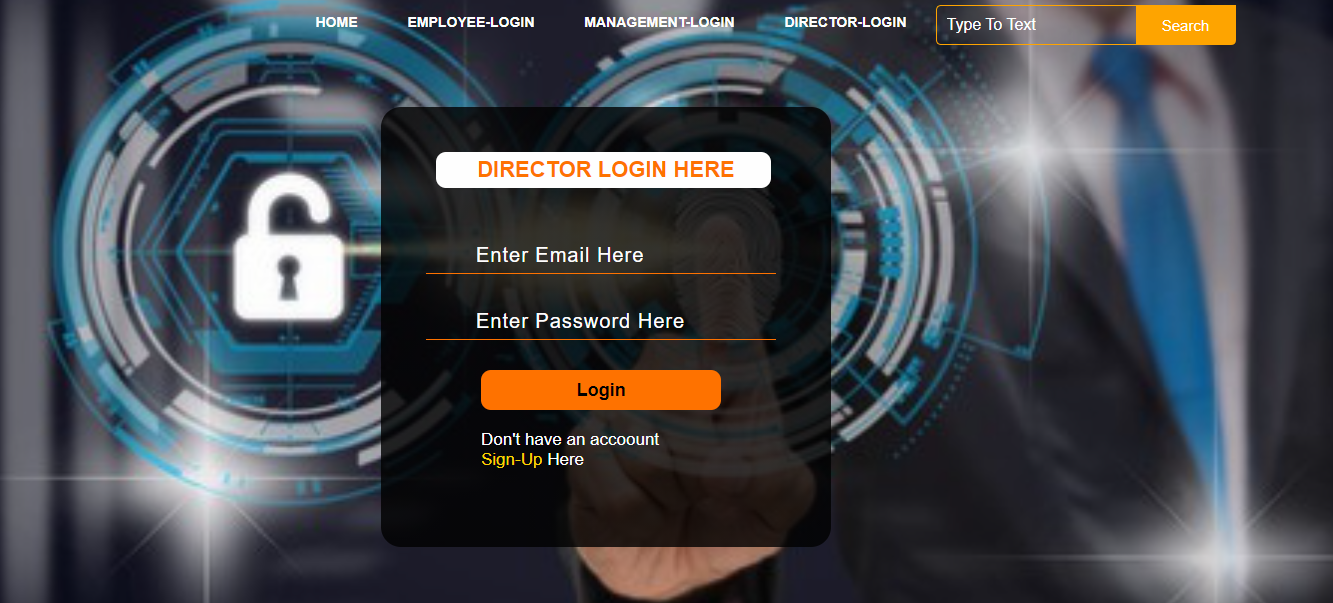 HOME EMPLOYEE-LOGIN MANAGEMENT-LOGIN DIRECTOR-LOGIN Type To Text Search
DIRECTOR LOGIN HERE
Enter Email Here
Enter Password Here
Login
Don't have an accoount
Sign-Up Here